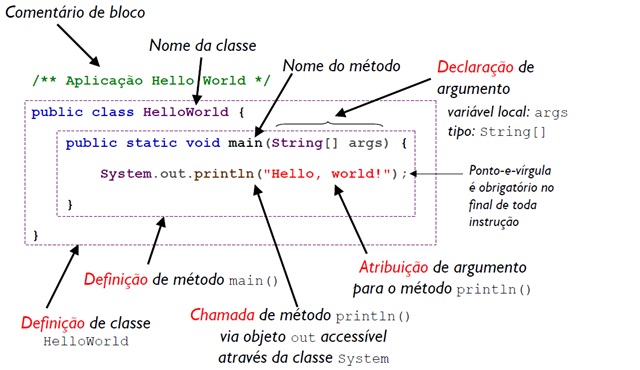 Comentário de bloco
Nome da classe
Nome do método
/** Aplicação Hello World */
Declaração de
argumento
variável local: args
tipo: String[]
public class HelloWorld {
public static void main(String[] args) {
System.out.println("Hello, world!");
}
}
Ponto-e-vírgula
é obrigatório no
final de toda
instrução
Definição de método main()
Atribuição de argumento
para o método println()
Definição de classe
HelloWorld
Chamada de método println()
via objeto out accessível
através da classe System